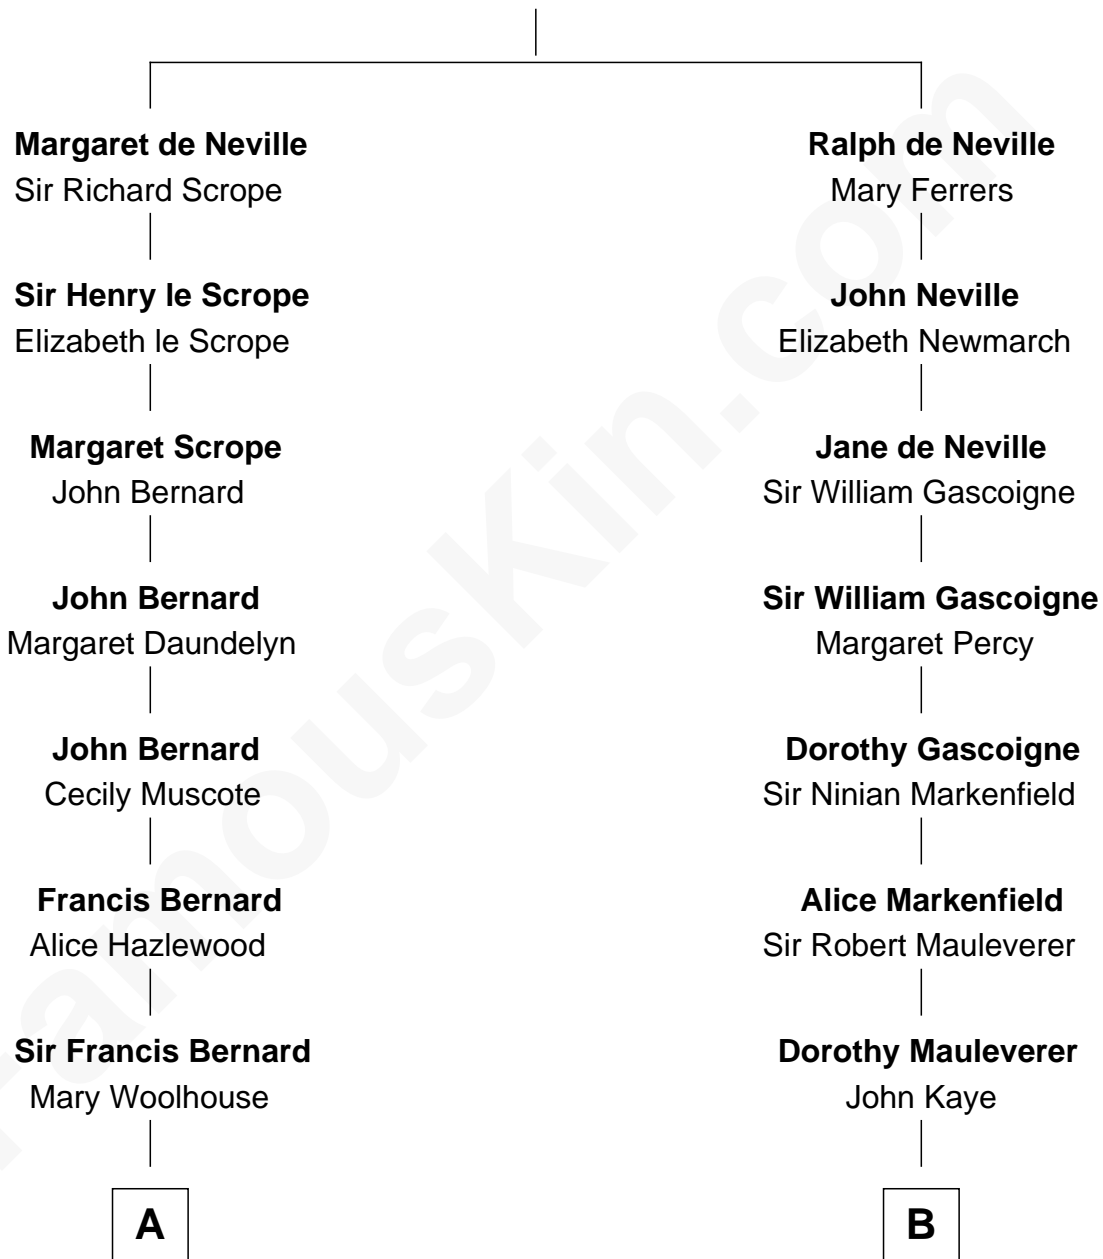 Margaret de Neville
Sir Richard Scrope
Sir Henry le Scrope
Elizabeth le Scrope
Margaret Scrope
John Bernard
John Bernard
Margaret Daundelyn
John Bernard
Cecily Muscote
Francis Bernard
Alice Hazlewood
Sir Francis Bernard
Mary Woolhouse
A
Ralph de Neville
Mary Ferrers
John Neville
Elizabeth Newmarch
Jane de Neville
Sir William Gascoigne
Sir William Gascoigne
Margaret Percy
Dorothy Gascoigne
Sir Ninian Markenfield
Alice Markenfield
Sir Robert Mauleverer
Dorothy Mauleverer
John Kaye
B
FamousKin.com